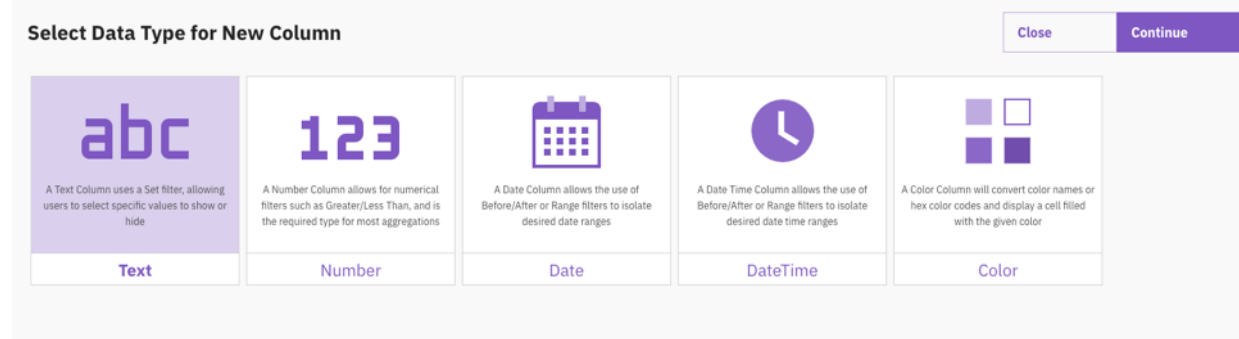 Select Data Type for New Column
Close
Continue
abc
A Text Column uses a Set filter, allowing
users to select specific values to show or
hide
Text
123
A Number Column allows for numerical
filters such as Greater/Less Than, and is
the required type for most aggregations
Number
A Date Column allows the use of
Before/After or Range filters to isolate
desired date ranges
Date
A Date Time Column allows the use of
Before/After or Range filters to isolate
desired date time ranges
DateTime
A Color Column will convert color names or
hex color codes and display a cell filled
with the given color
Color